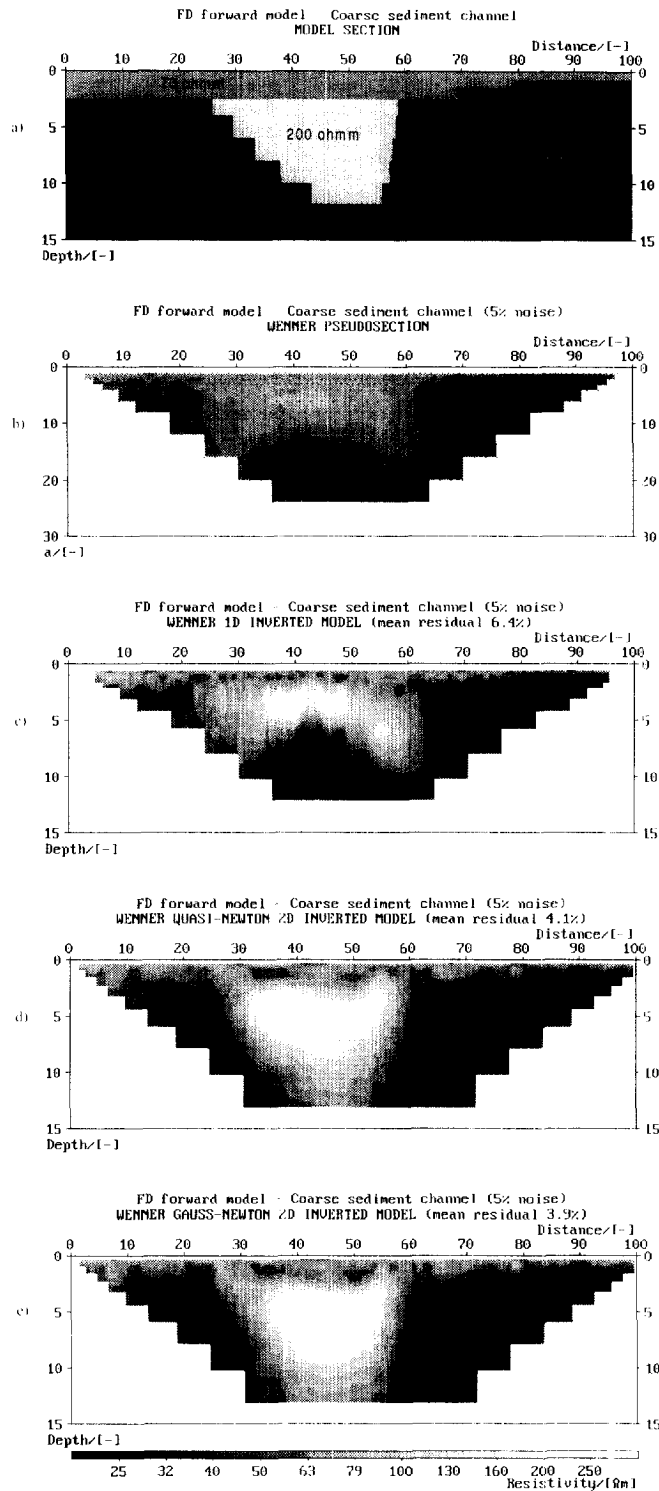 FD forward model - Coarse sediment channel
MODEL SECTION
Distance/[-]
0 10 20 30 40 50 60 70 80 90 100
0 0
5 5
10 10
15 15
a)
200 ohmm
Depth/[-]
FD forward model - Coarse sediment channel (5% noise)
WENNER PSEUDOSECTION
Distance/[-]
0 10 20 30 40 50 60 70 80 90 100
0 0
b)
10 10
20 20
30 30
a/[-]
FD forward model - Coarse sediment channel (5% noise)
WENNER 1D INVERTED MODEL (mean residual 6.4%)
Distance/[-]
0 10 20 30 40 50 60 70 80 90 100
0 0
c)
5 5
10 10
15 15
Depth/[-]
FD forward model - Coarse sediment channel (5% noise)
WENNER QUASI-NEWTON 2D INVERTED MODEL (mean residual 4.1%)
Distance/[-]
0 10 20 30 40 50 60 70 80 90 100
0 0
d)
5 5
10 10
15 15
Depth/[-]
FD forward model - Coarse sediment channel (5% noise)
WENNER GAUSS-NEWTON 2D INVERTED MODEL (mean residual 3.9%)
Distance/[-]
0 10 20 30 40 50 60 70 80 90 100
0 0
5 5
e)
10 10
15 15
Depth/[-]
25 32 40 50 63 79 100 130 160 200 250
Resistivity/[Ωm]